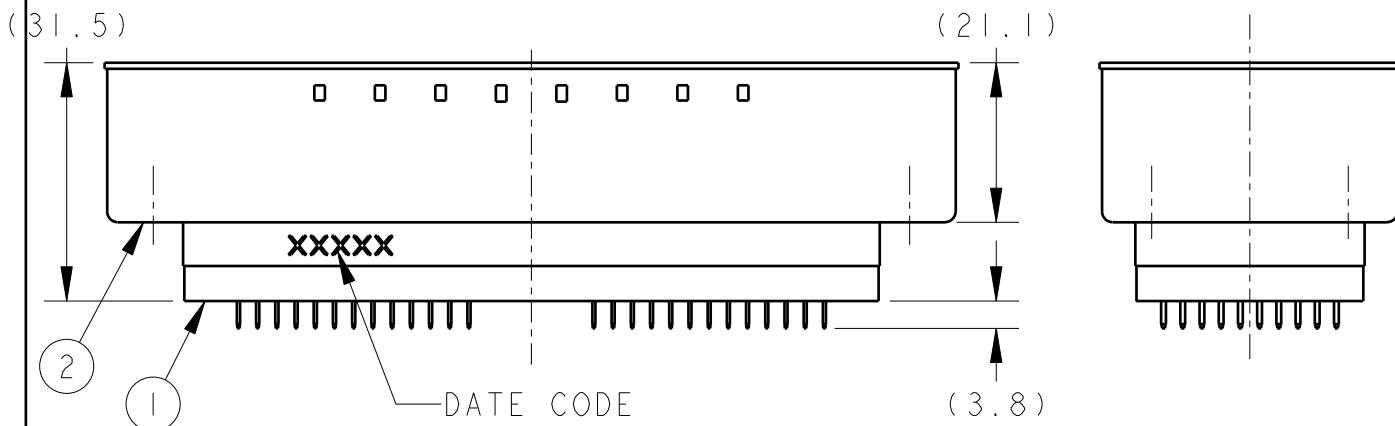 (31.5)
(21.1)
XXXXX
2
1
DATE CODE
(3.8)